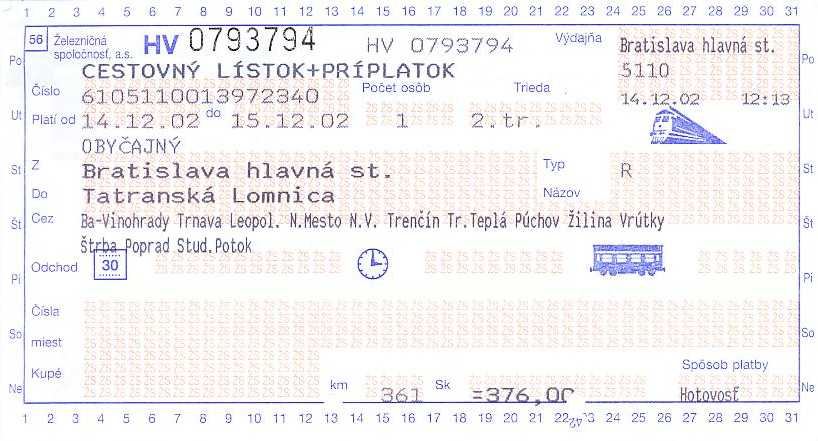 1 2 3 4 5 6 7 8 9 10 11 12 13 14 15 16 17 18 19 20 21 22 23 24 25 26 27 28 29 30 31
56 Železničná spoločnosť, a.s. HV 0793794 HV 0793794 Výdajňa Bratislava hlavná st.
CESTOVNÝ LÍSTOK+PRÍPLATOK 5110
Číslo 6105110013972340 Počet osôb Trieda 14.12.02 12:13
Platí od 14.12.02 do 15.12.02 1 2.tr.
OBYČAJNÝ
Z Bratislava hlavná st. Typ R
Do Tatranská Lomnica Názov
Cez Ba-Vinohrady Trnava Leopol. N.Mesto N.V. Trenčín Tr.Teplá Púchov Žilina Vrútky
Štrba Poprad Stud.Potok
Odchod 30
Čísla
miest
Kupé
Spôsob platby
km 361 Sk =376,00 Hotovosť
1 2 3 4 5 6 7 8 9 10 11 12 13 14 15 16 17 18 19 20 21 22 23 24 25 26 27 28 29 30 31
Po
Ut
St
Št
Pi
So
Ne
Po
Ut
St
Št
Pi
So
Ne